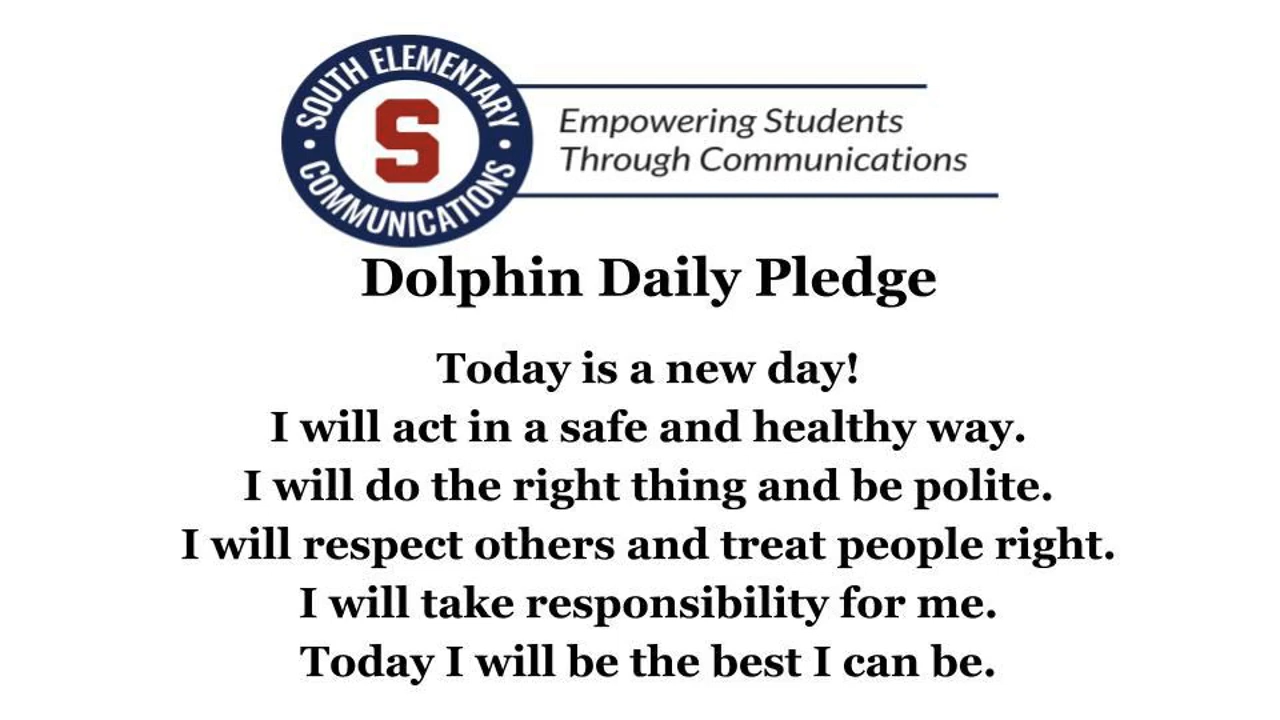 SOUTH ELEMENTARY
S
COMMUNICATIONS
Empowering Students
Through Communications
Dolphin Daily Pledge
Today is a new day!
I will act in a safe and healthy way.
I will do the right thing and be polite.
I will respect others and treat people right.
I will take responsibility for me.
Today I will be the best I can be.